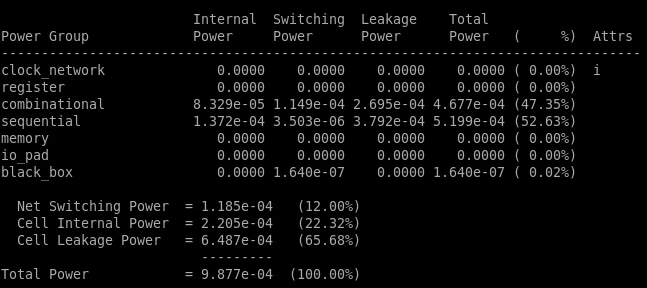 Internal  Switching  Leakage    Total
Power Group             Power     Power      Power      Power   (     %)  Attrs
--------------------------------------------------------------------------------
clock_network              0.0000    0.0000    0.0000    0.0000 ( 0.00%)  i
register                   0.0000    0.0000    0.0000    0.0000 ( 0.00%)
combinational           8.329e-05 1.149e-04 2.695e-04 4.677e-04 (47.35%)
sequential              1.372e-04 3.503e-06 3.792e-04 5.199e-04 (52.63%)
memory                     0.0000    0.0000    0.0000    0.0000 ( 0.00%)
io_pad                     0.0000    0.0000    0.0000    0.0000 ( 0.00%)
black_box                  0.0000 1.640e-07    0.0000 1.640e-07 ( 0.02%)

  Net Switching Power  = 1.185e-04   (12.00%)
  Cell Internal Power  = 2.205e-04   (22.32%)
  Cell Leakage Power   = 6.487e-04   (65.68%)
                         ---------
Total Power            = 9.877e-04  (100.00%)